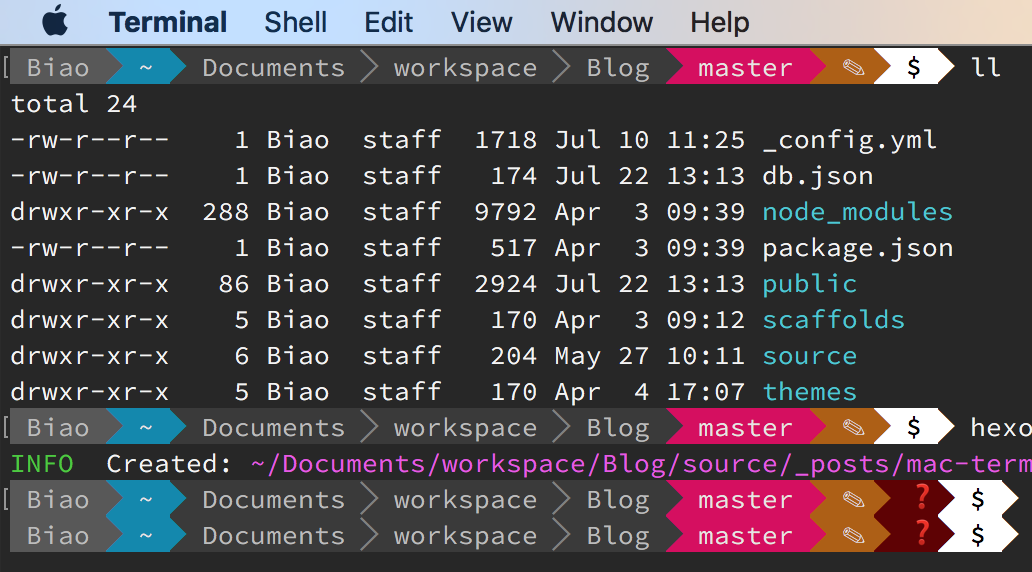 Terminal Shell Edit View Window Help
[ Biao ~ Documents workspace Blog master ✎ $ ll
total 24
-rw-r--r-- 1 Biao staff 1718 Jul 10 11:25 _config.yml
-rw-r--r-- 1 Biao staff 174 Jul 22 13:13 db.json
drwxr-xr-x 288 Biao staff 9792 Apr 3 09:39 node_modules
-rw-r--r-- 1 Biao staff 517 Apr 3 09:39 package.json
drwxr-xr-x 86 Biao staff 2924 Jul 22 13:13 public
drwxr-xr-x 5 Biao staff 170 Apr 3 09:12 scaffolds
drwxr-xr-x 6 Biao staff 204 May 27 10:11 source
drwxr-xr-x 5 Biao staff 170 Apr 4 17:07 themes
[ Biao ~ Documents workspace Blog master ✎ $ hexo
INFO Created: ~/Documents/workspace/Blog/source/_posts/mac-term
[ Biao ~ Documents workspace Blog master ✎ ? $
Biao ~ Documents workspace Blog master ✎ ? $